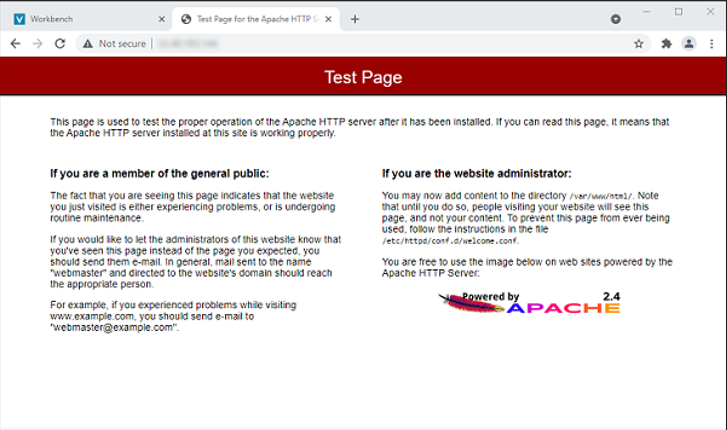 Workbench
Test Page for the Apache HTTP S
Not secure
Test Page
This page is used to test the proper operation of the Apache HTTP server after it has been installed. If you can read this page, it means that
the Apache HTTP server installed at this site is working properly.
If you are a member of the general public:
The fact that you are seeing this page indicates that the website
you just visited is either experiencing problems, or is undergoing
routine maintenance.
If you would like to let the administrators of this website know that
you've seen this page instead of the page you expected, you
should send them e-mail. In general, mail sent to the name
"webmaster" and directed to the website's domain should reach
the appropriate person.
For example, if you experienced problems while visiting
www.example.com, you should send e-mail to
"webmaster@example.com".
If you are the website administrator:
You may now add content to the directory /var/www/html/. Note
that until you do so, people visiting your website will see this
page, and not your content. To prevent this page from ever being
used, follow the instructions in the file
/etc/httpd/conf.d/welcome.conf.
You are free to use the image below on web sites powered by the
Apache HTTP Server:
Powered by 2.4
APACHE